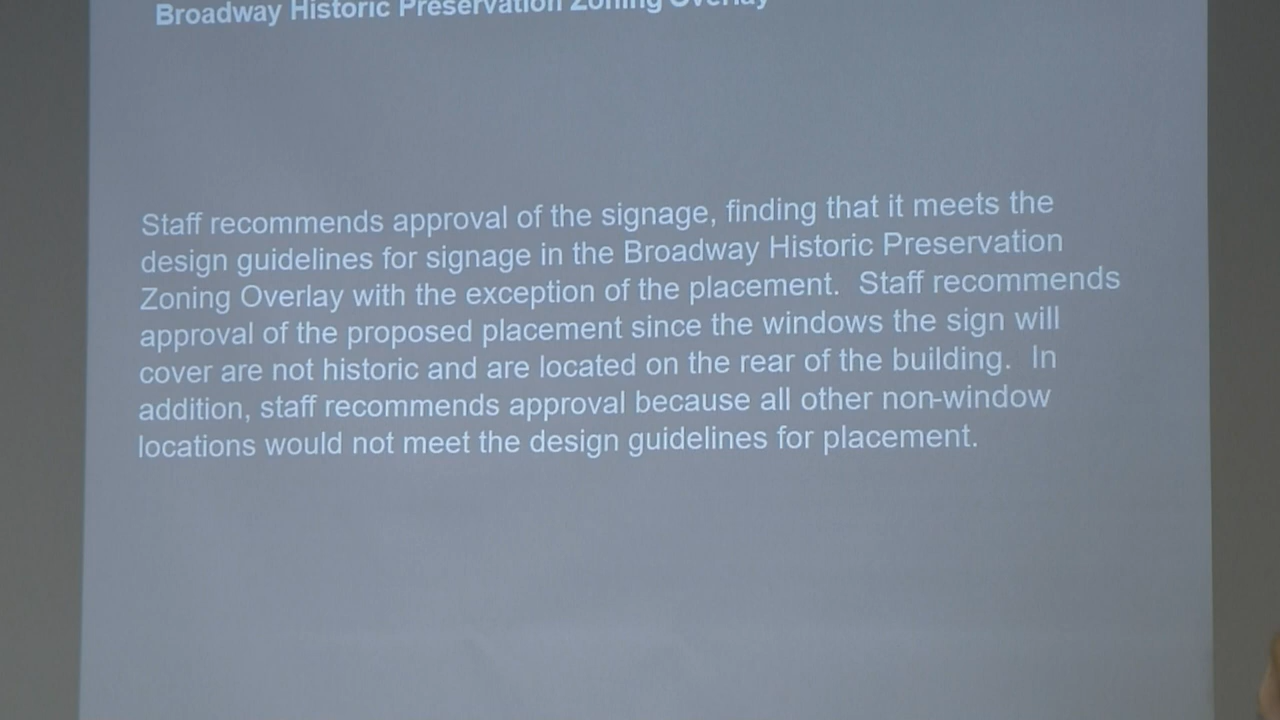 Broadway Historic Preservation Zoning Overlay
Staff recommends approval of the signage, finding that it meets the
design guidelines for signage in the Broadway Historic Preservation
Zoning Overlay with the exception of the placement.  Staff recommends
approval of the proposed placement since the windows the sign will
cover are not historic and are located on the rear of the building.  In
addition, staff recommends approval because all other non-window
locations would not meet the design guidelines for placement.